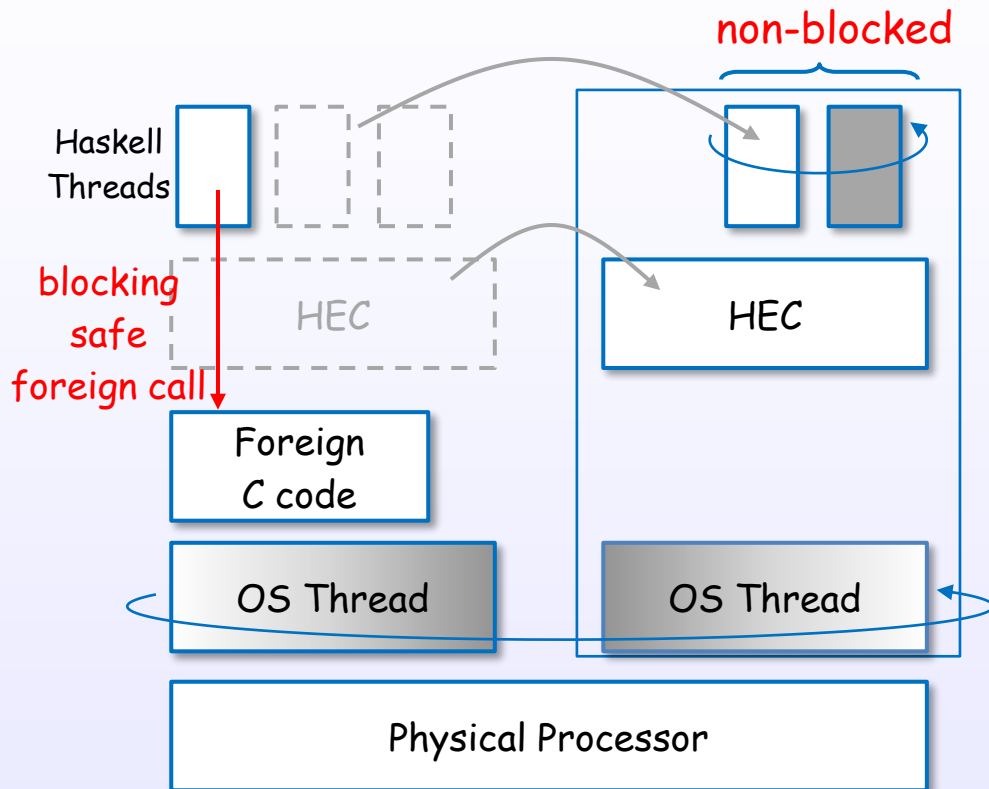 non-blocked
Haskell
Threads
blocking
safe
foreign call
HEC
HEC
Foreign
C code
OS Thread
OS Thread
Physical Processor